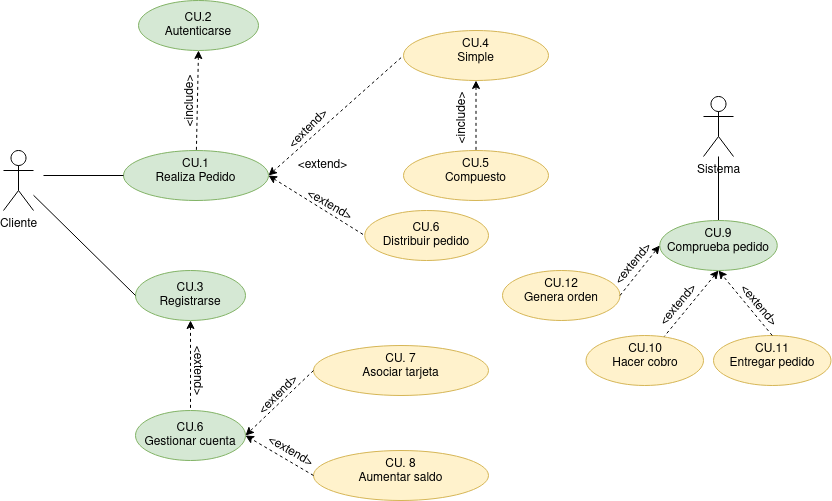 CU.2
Autenticarse
CU.4
Simple
<include>
<extend>
<include>
<extend>
CU.1
Realiza Pedido
CU.5
Compuesto
Sistema
<extend>
Cliente
CU.6
Distribuir pedido
CU.9
Comprueba pedido
<extend>
CU.3
Registrarse
CU.12
Genera orden
<extend>
<extend>
<extend>
CU. 7
Asociar tarjeta
CU.10
Hacer cobro
CU.11
Entregar pedido
<extend>
CU.6
Gestionar cuenta
<extend>
CU. 8
Aumentar saldo